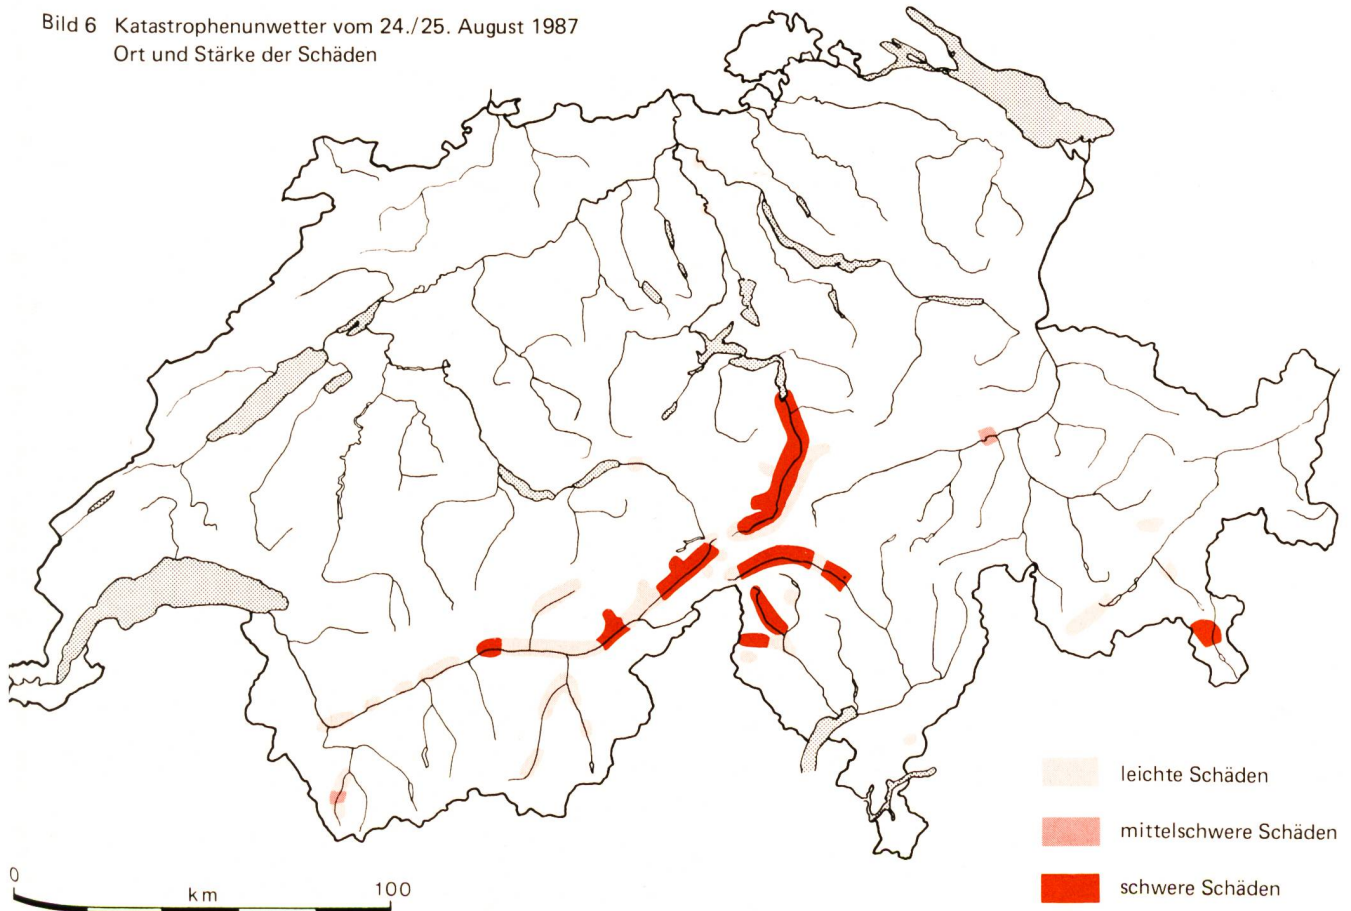 Bild 6 Katastrophenunwetter vom 24./25. August 1987
Ort und Stärke der Schäden
leichte Schäden
mittelschwere Schäden
schwere Schäden
0 km 100